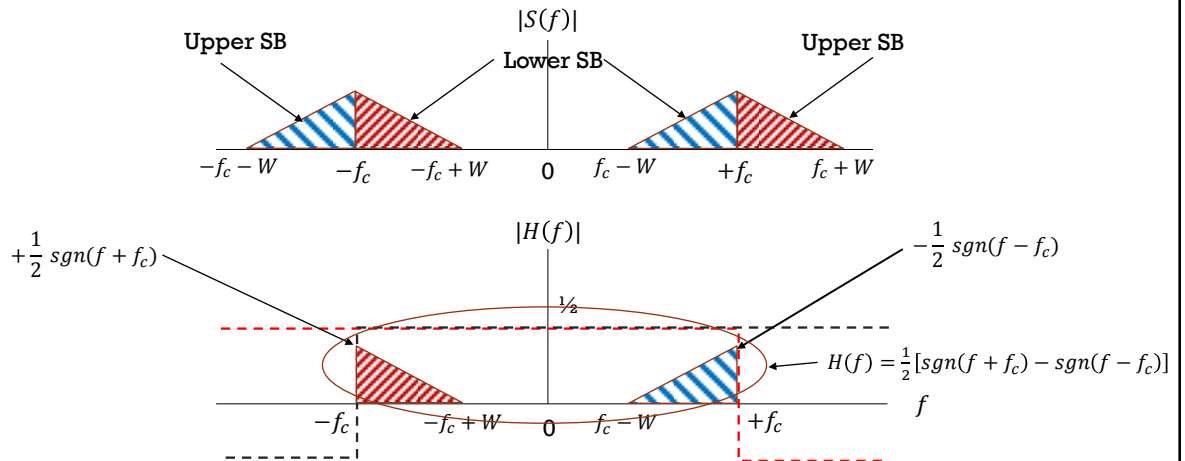 |S(f)|
Upper SB
Lower SB
Upper SB
−f_c − W
−f_c
−f_c + W
0
f_c − W
+f_c
f_c + W
|H(f)|
+1/2 sgn(f + f_c)
−1/2 sgn(f − f_c)
½
H(f) = 1/2[sgn(f + f_c) − sgn(f − f_c)]
−f_c
−f_c + W
0
f_c − W
+f_c
f